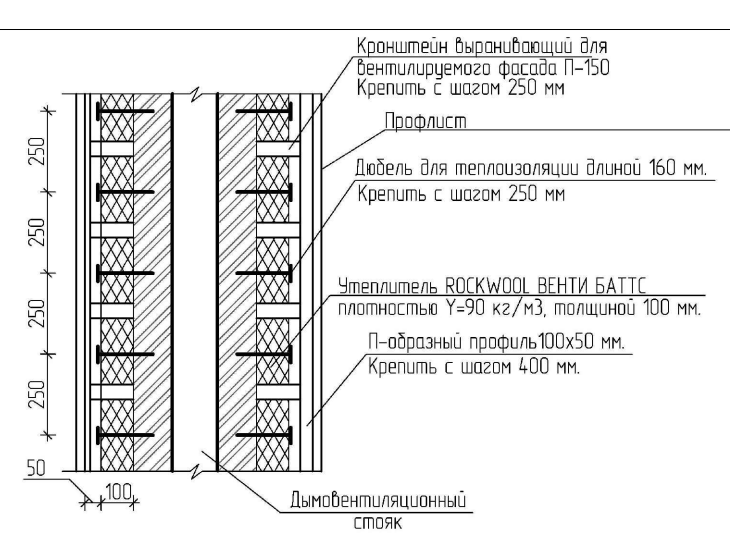 Кронштейн выранивающий для
вентилируемого фасада П-150
Крепить с шагом 250 мм
Профлист
Дюбель для теплоизоляции длиной 160 мм.
Крепить с шагом 250 мм
Утеплитель ROCKWOOL ВЕНТИ БАТТС
плотностью Y=90 кг/м3, толщиной 100 мм.
П-образный профиль100х50 мм.
Крепить с шагом 400 мм.
250
250
250
250
50
100
Дымовентиляционный
стояк